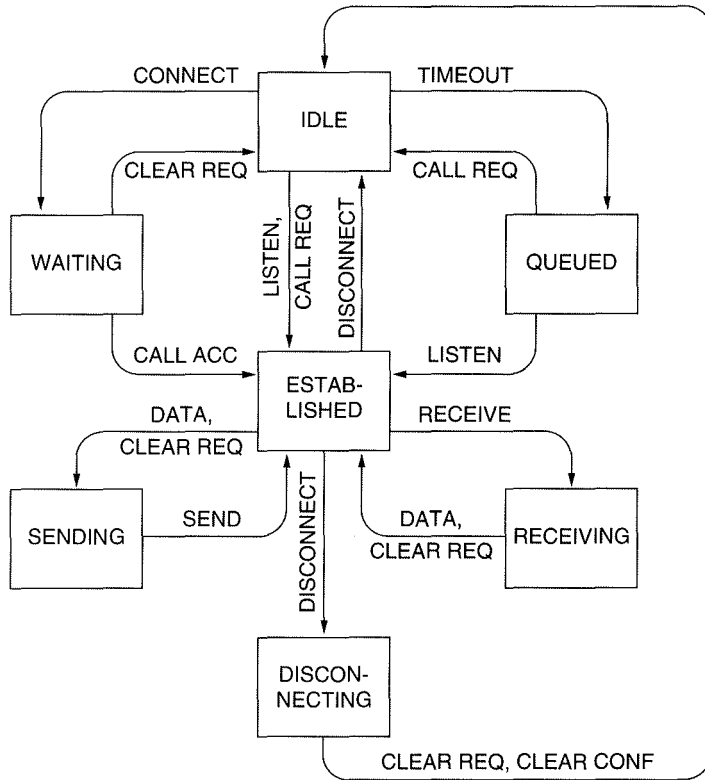 CONNECT
TIMEOUT
IDLE
CLEAR REQ
CALL REQ
LISTEN,
CALL REQ
DISCONNECT
WAITING
QUEUED
CALL ACC
LISTEN
ESTAB-
LISHED
DATA,
CLEAR REQ
RECEIVE
SENDING
SEND
DISCONNECT
DATA,
CLEAR REQ
RECEIVING
DISCON-
NECTING
CLEAR REQ, CLEAR CONF